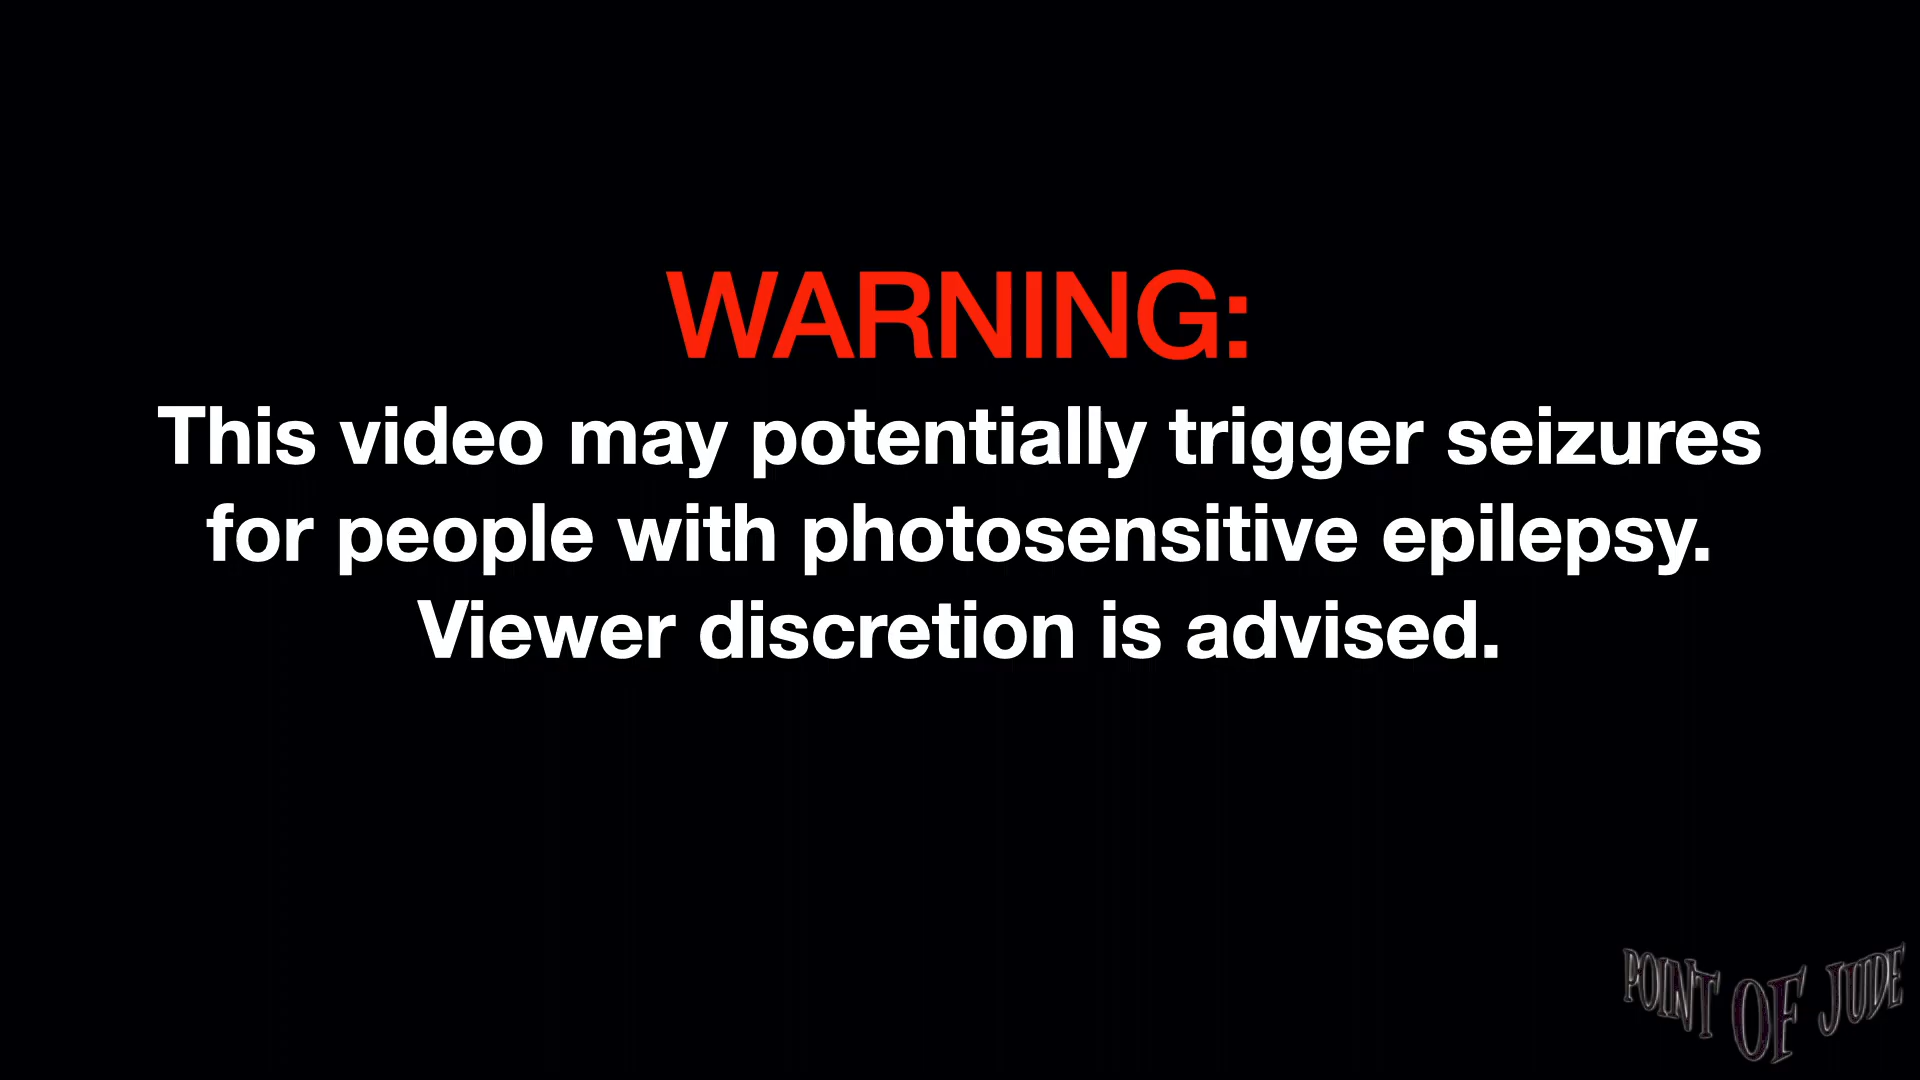 WARNING:
This video may potentially trigger seizures
for people with photosensitive epilepsy.
Viewer discretion is advised.
POINT OF JUDE